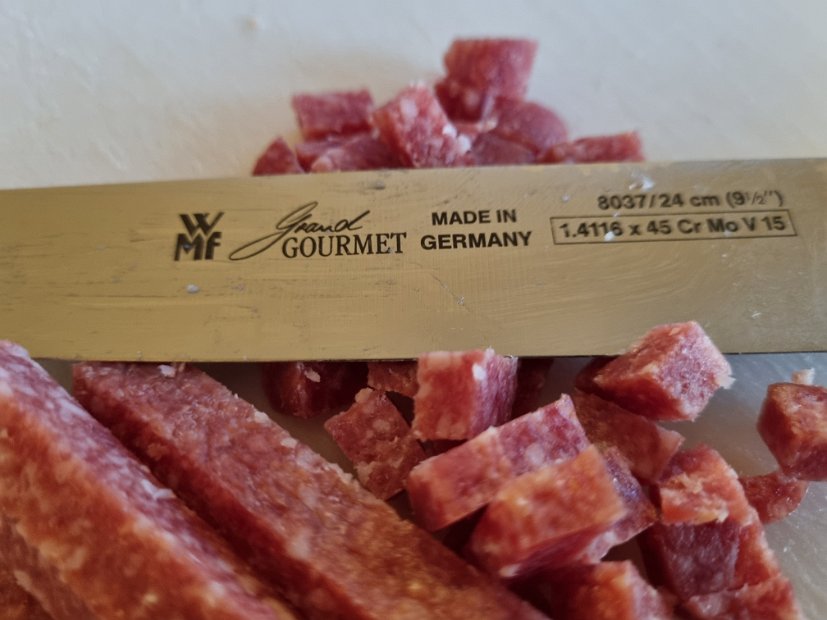 WMF
Grand
GOURMET
MADE IN
GERMANY
8037/24 cm (9½")
1.4116 x 45 Cr Mo V 15